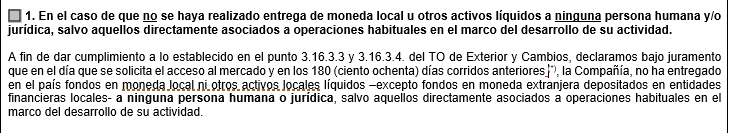 1. En el caso de que no se haya realizado entrega de moneda local u otros activos líquidos a ninguna persona humana y/o
jurídica, salvo aquellos directamente asociados a operaciones habituales en el marco del desarrollo de su actividad.
A fin de dar cumplimiento a lo establecido en el punto 3.16.3.3 y 3.16.3.4. del TO de Exterior y Cambios, declaramos bajo juramento
que en el día que se solicita el acceso al mercado y en los 180 (ciento ochenta) días corridos anteriores,(*), la Compañía, no ha entregado
en el país fondos en moneda local ni otros activos locales líquidos –excepto fondos en moneda extranjera depositados en entidades
financieras locales- a ninguna persona humana o jurídica, salvo aquellos directamente asociados a operaciones habituales en el
marco del desarrollo de su actividad.